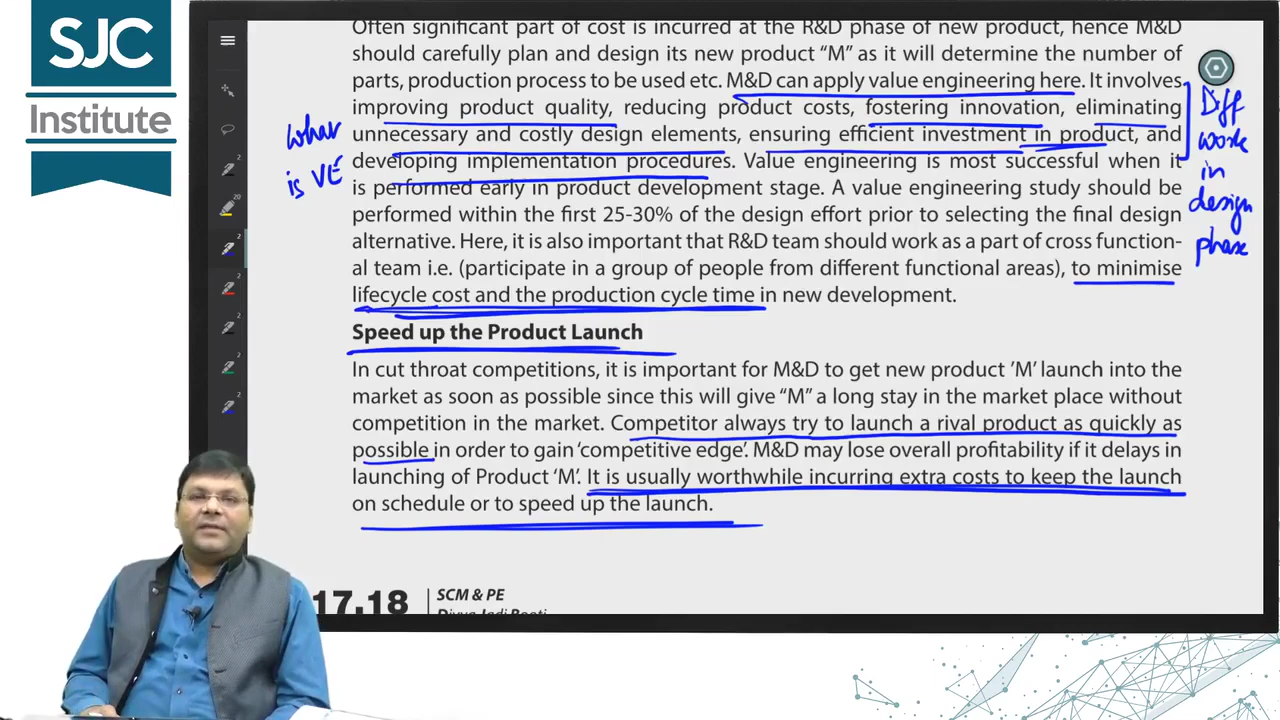 SJC
Institute
Often significant part of cost is incurred at the R&D phase of new product, hence M&D
should carefully plan and design its new product “M” as it will determine the number of
parts, production process to be used etc. M&D can apply value engineering here. It involves
improving product quality, reducing product costs, fostering innovation, eliminating
unnecessary and costly design elements, ensuring efficient investment in product, and
developing implementation procedures. Value engineering is most successful when it
is performed early in product development stage. A value engineering study should be
performed within the first 25-30% of the design effort prior to selecting the final design
alternative. Here, it is also important that R&D team should work as a part of cross function-
al team i.e. (participate in a group of people from different functional areas), to minimise
lifecycle cost and the production cycle time in new development.
what
is VE
Diff
work
in
design
phase
Speed up the Product Launch
In cut throat competitions, it is important for M&D to get new product ’M’ launch into the
market as soon as possible since this will give “M” a long stay in the market place without
competition in the market. Competitor always try to launch a rival product as quickly as
possible in order to gain ‘competitive edge’. M&D may lose overall profitability if it delays in
launching of Product ‘M’. It is usually worthwhile incurring extra costs to keep the launch
on schedule or to speed up the launch.
17.18
SCM & PE